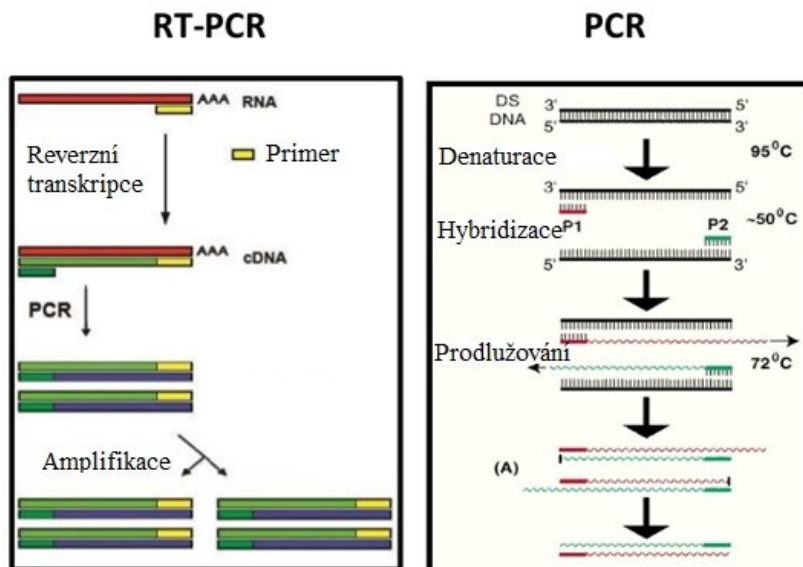 RT-PCR
AAA RNA
Reverzní
transkripce
Primer
AAA cDNA
PCR
Amplifikace
PCR
DS
DNA
3' 5'
5' 3'
Denaturace 95°C
3' 5'
Hybridizace P1 P2 ~50°C
5' 3'
Prodlužování 72°C
(A)